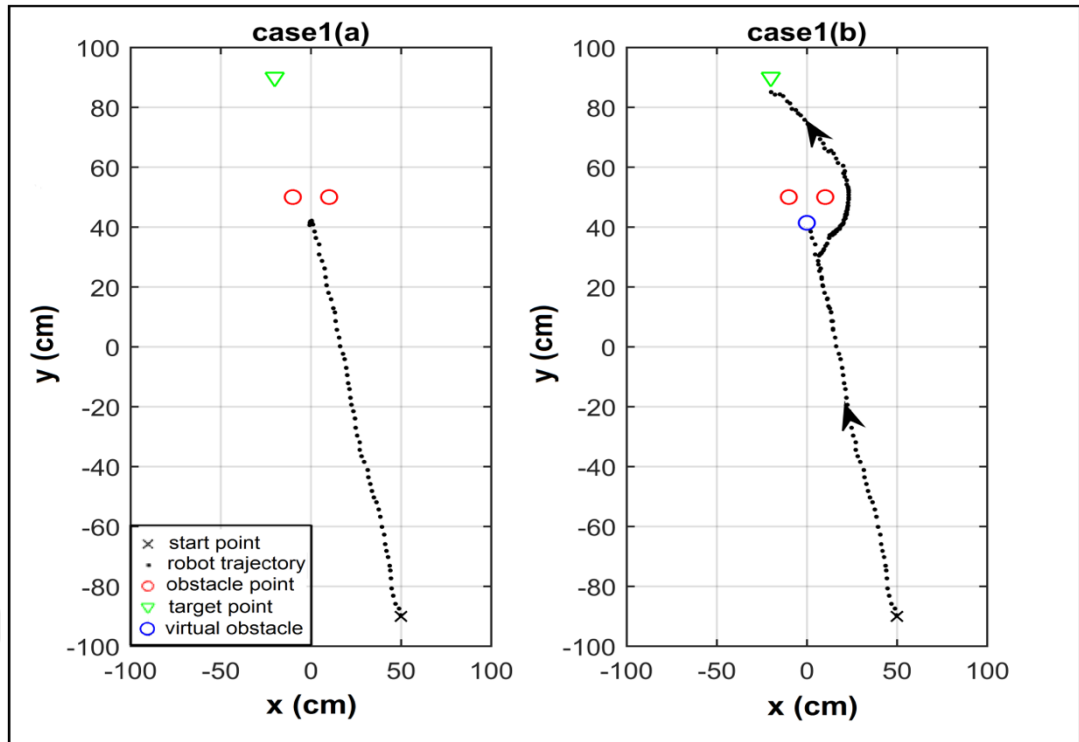 case1(a)
100
80
60
40
20
0
-20
-40
-60
-80
-100
y (cm)
-100
-50
0
50
100
x (cm)
start point
robot trajectory
obstacle point
target point
virtual obstacle
case1(b)
100
80
60
40
20
0
-20
-40
-60
-80
-100
y (cm)
-100
-50
0
50
100
x (cm)